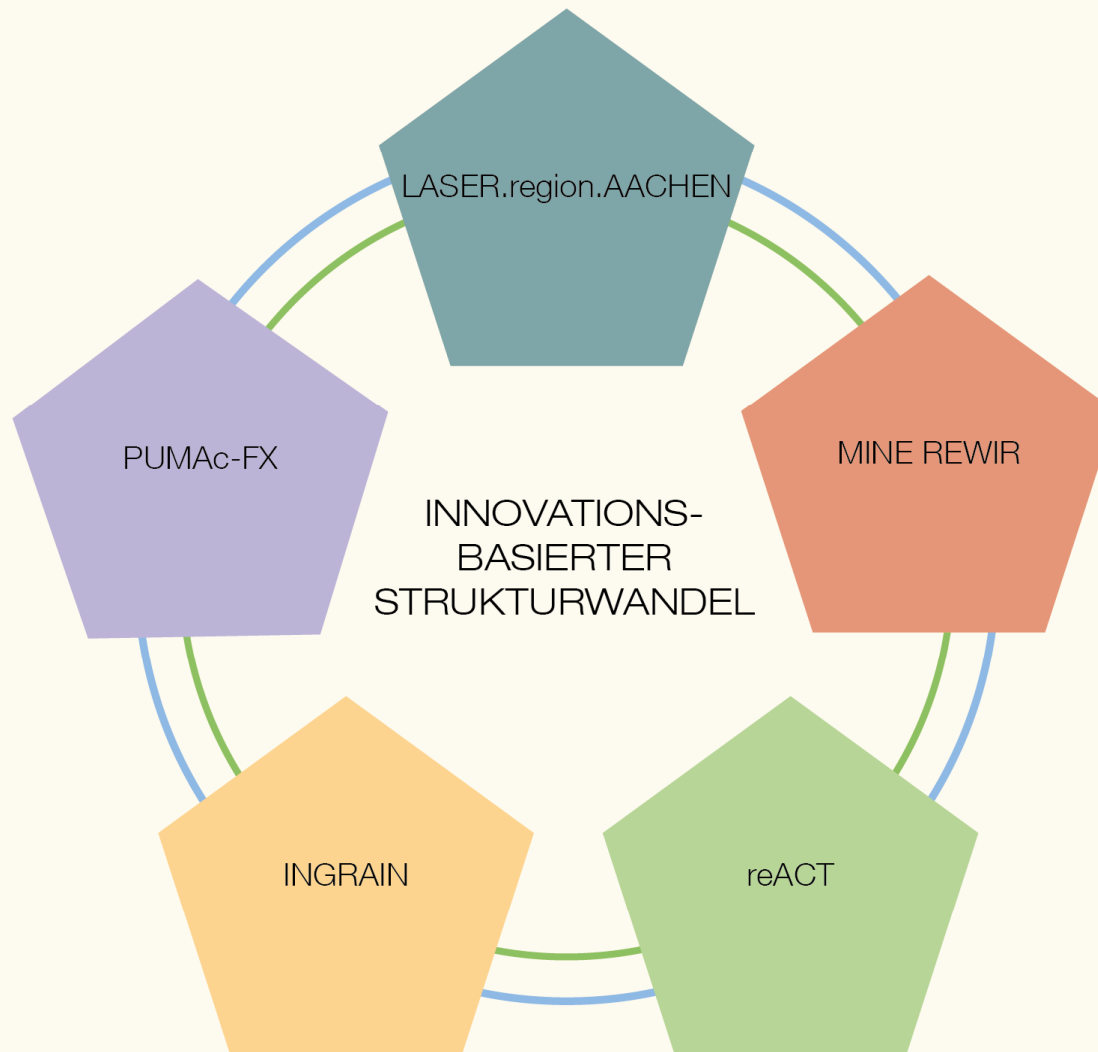 LASER.region.AACHEN
PUMAc-FX
MINE REWIR
INNOVATIONS-
BASIERTER
STRUKTURWANDEL
INGRAIN
reACT